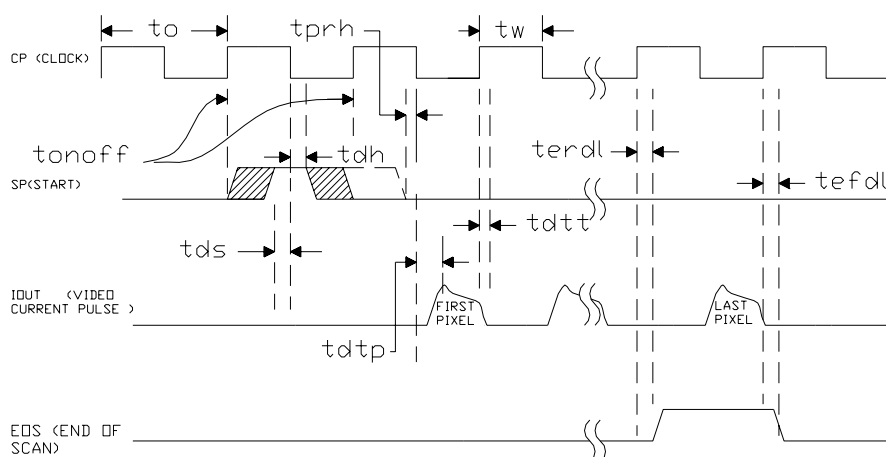 to
tprh
tw
CP (CLOCK)
tonoff
tdh
terdl
tefdl
SP(START)
tdtt
tds
IOUT (VIDEO
CURRENT PULSE )
FIRST
PIXEL
LAST
PIXEL
tdtp
EOS (END OF
SCAN)